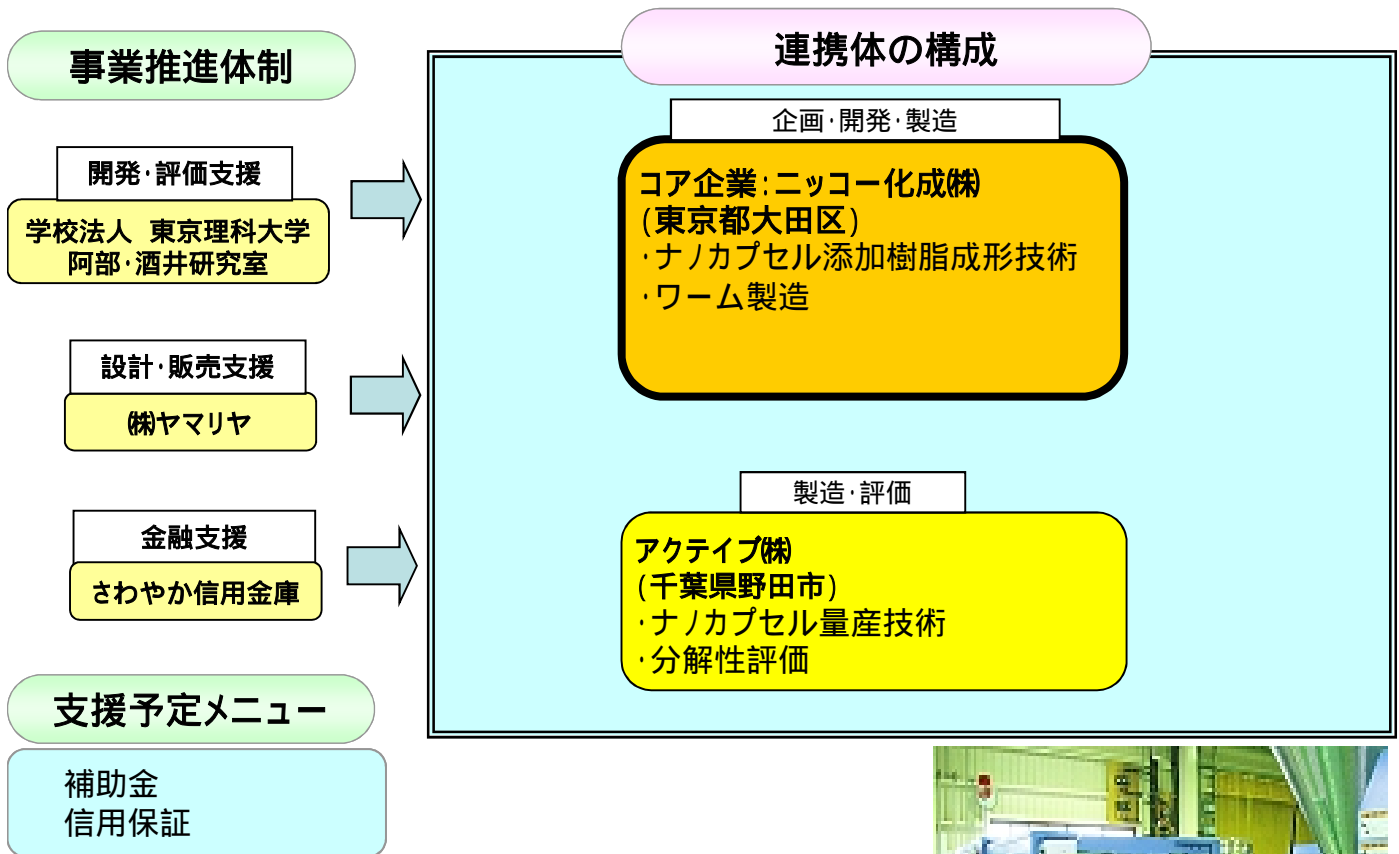 事業推進体制
開発･評価支援
学校法人　東京理科大学
阿部･酒井研究室
設計･販売支援
㈱ヤマリヤ
金融支援
さわやか信用金庫
支援予定メニュー
補助金
信用保証
連携体の構成
企画･開発･製造
コア企業:ニッコー化成㈱
(東京都大田区)
･ナノカプセル添加樹脂成形技術
･ワーム製造
製造･評価
アクテイブ㈱
(千葉県野田市)
･ナノカプセル量産技術
･分解性評価